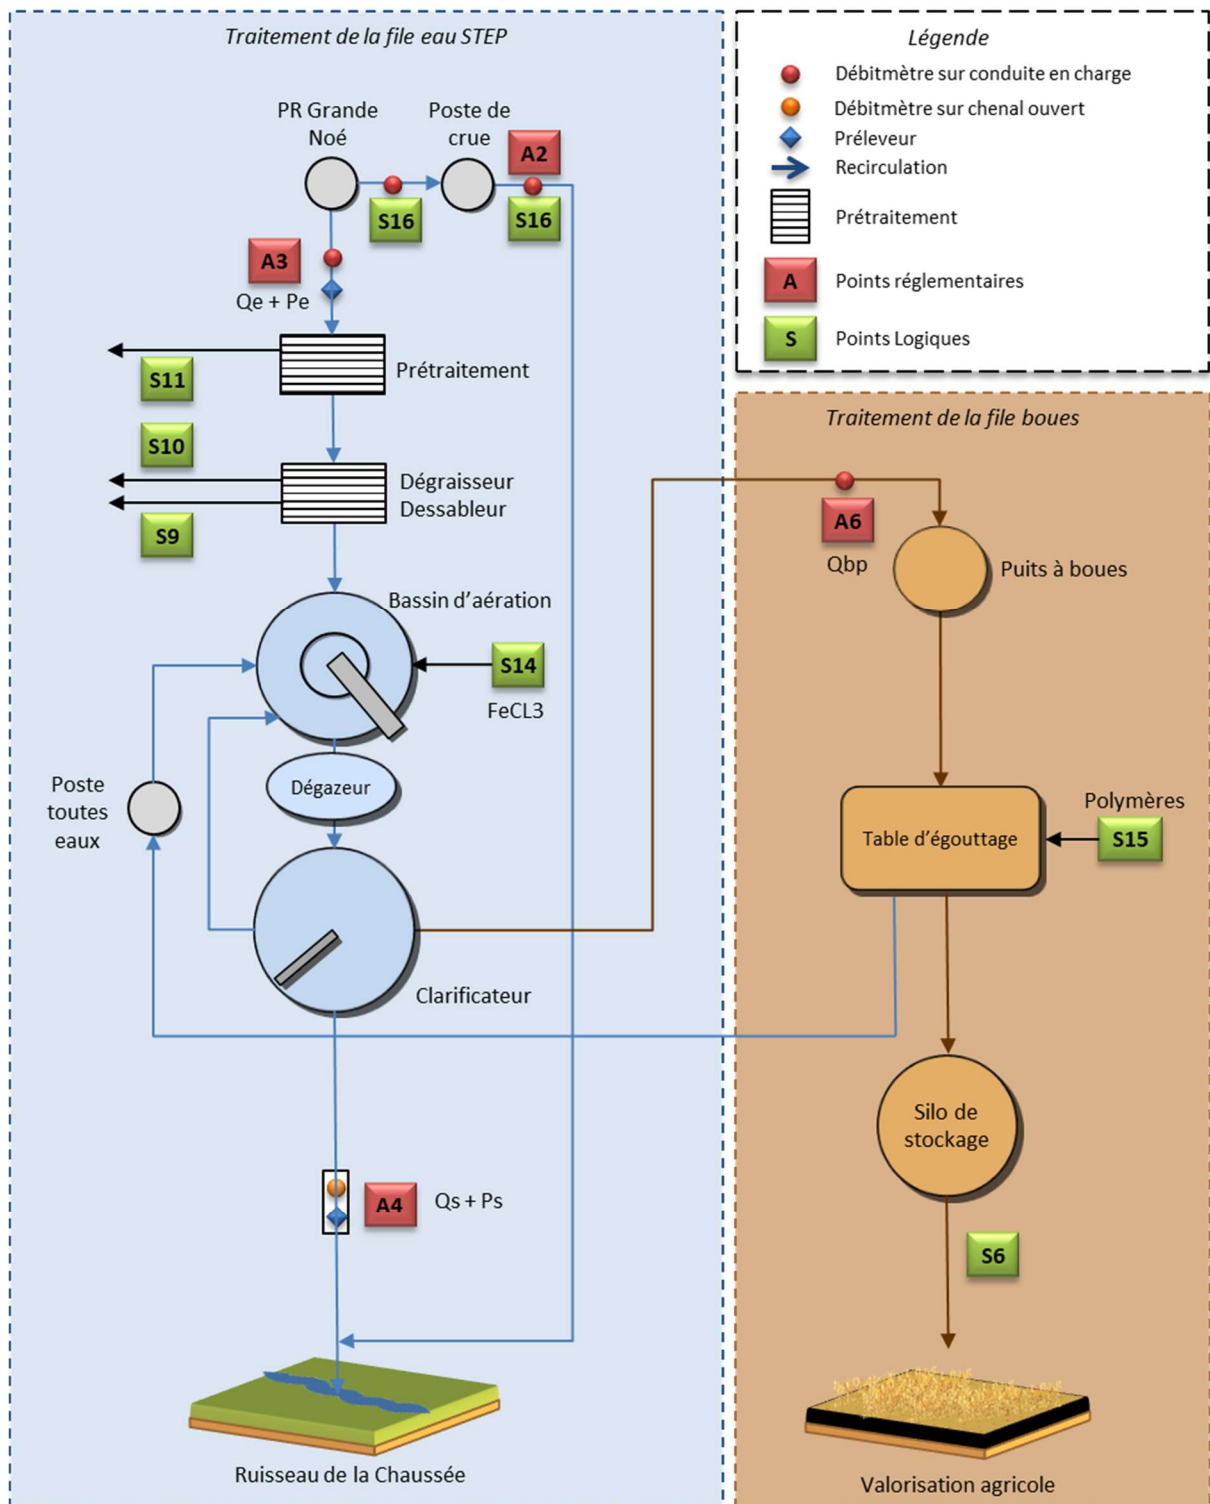 Traitement de la file eau STEP
PR Grande
Noé
Poste de
crue
A2
S16
S16
A3
Qe + Pe
Prétraitement
S11
S10
Dégraisseur
Dessableur
S9
Bassin d'aération
S14
FeCL3
Dégazeur
Poste
toutes
eaux
Clarificateur
A4
Qs + Ps
Ruisseau de la Chaussée
Légende
Débitmètre sur conduite en charge
Débitmètre sur chenal ouvert
Préleveur
Recirculation
Prétraitement
A
Points réglementaires
S
Points Logiques
Traitement de la file boues
A6
Qbp
Puits à boues
Polymères
Table d'égouttage
S15
Silo de
stockage
S6
Valorisation agricole